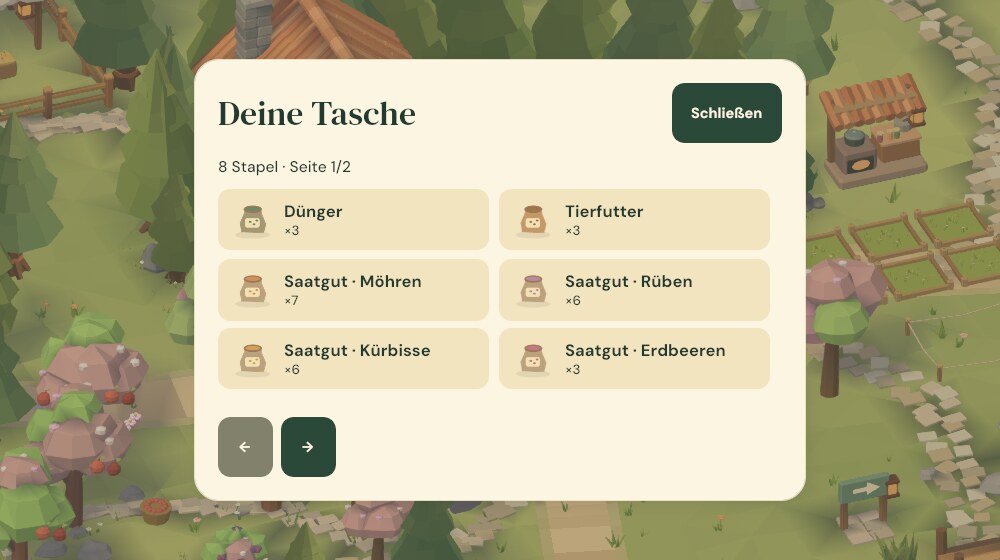 Deine Tasche
Schließen
8 Stapel · Seite 1/2
Dünger
×3
Tierfutter
×3
Saatgut · Möhren
×7
Saatgut · Rüben
×6
Saatgut · Kürbisse
×6
Saatgut · Erdbeeren
×3
← →